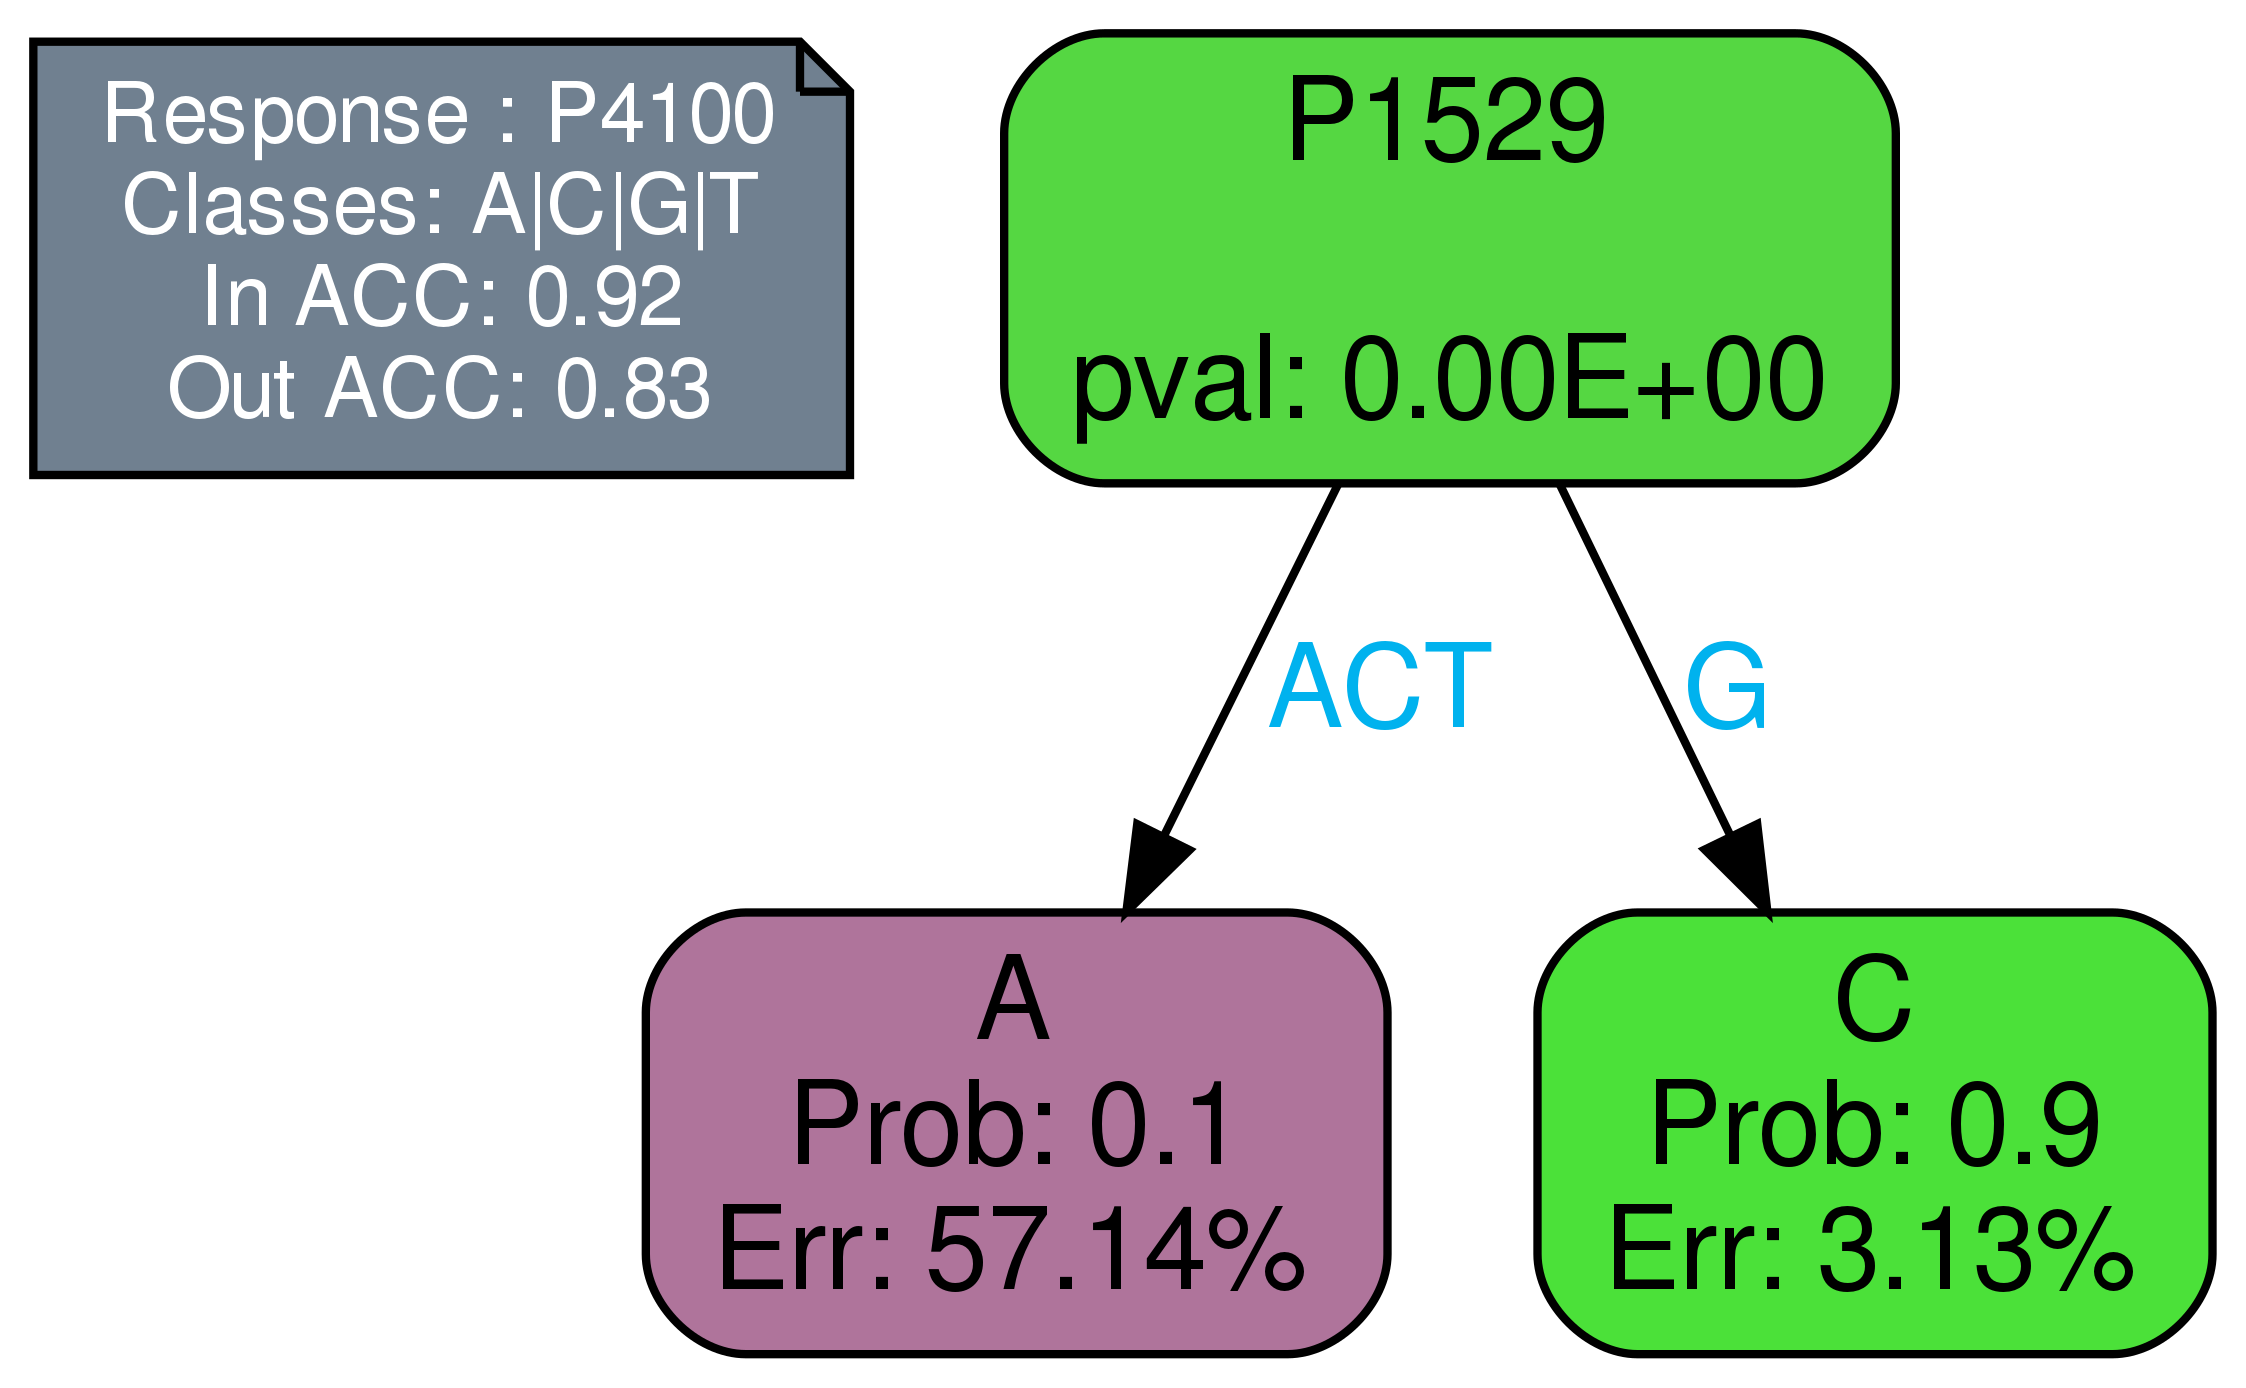 Response : P4100
Classes: A|C|G|T
In ACC: 0.92
Out ACC: 0.83
P1529
pval: 0.00E+00
ACT
G
A
Prob: 0.1
Err: 57.14%
C
Prob: 0.9
Err: 3.13%